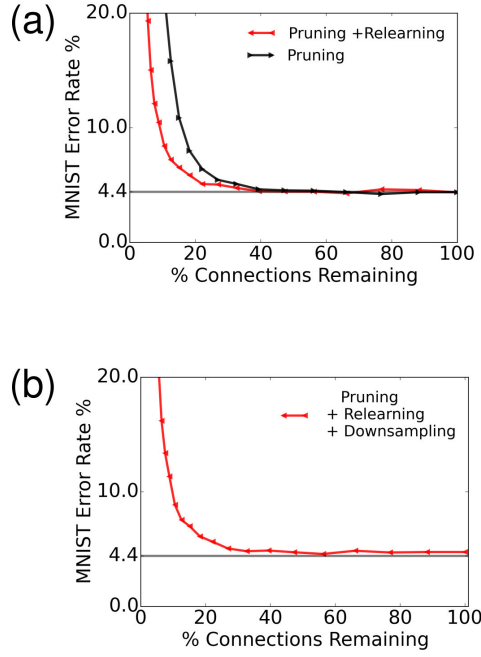 (a)
20.0
10.0
4.4
0.0
MNIST Error Rate %
Pruning +Relearning
Pruning
0 20 40 60 80 100
% Connections Remaining
(b)
20.0
10.0
4.4
0.0
MNIST Error Rate %
Pruning
+ Relearning
+ Downsampling
0 20 40 60 80 100
% Connections Remaining